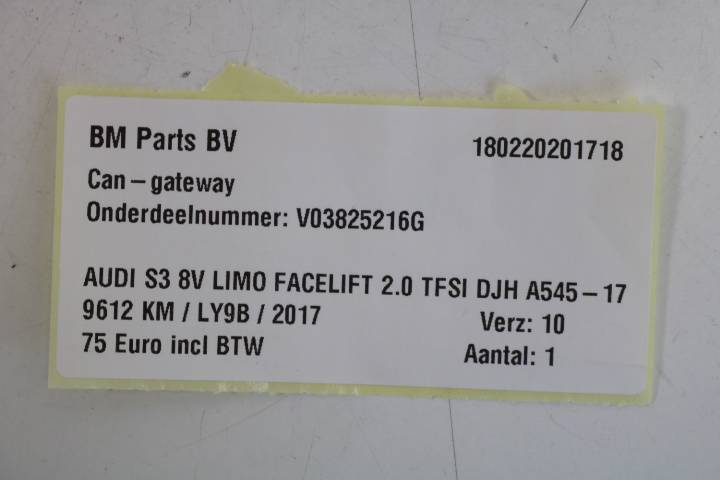 BM Parts BV 180220201718
Can-gateway
Onderdeelnummer: V03825216G
AUDI S3 8V LIMO FACELIFT 2.0 TFSI DJH A545-17
9612 KM / LY9B / 2017 Verz: 10
75 Euro incl BTW Aantal: 1